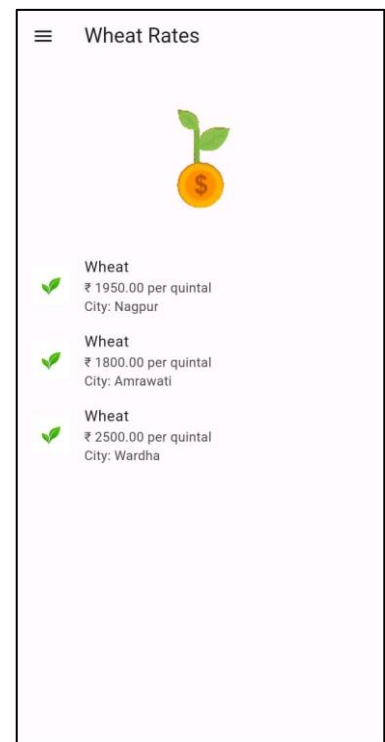 Wheat Rates
$
Wheat
₹ 1950.00 per quintal
City: Nagpur
Wheat
₹ 1800.00 per quintal
City: Amrawati
Wheat
₹ 2500.00 per quintal
City: Wardha